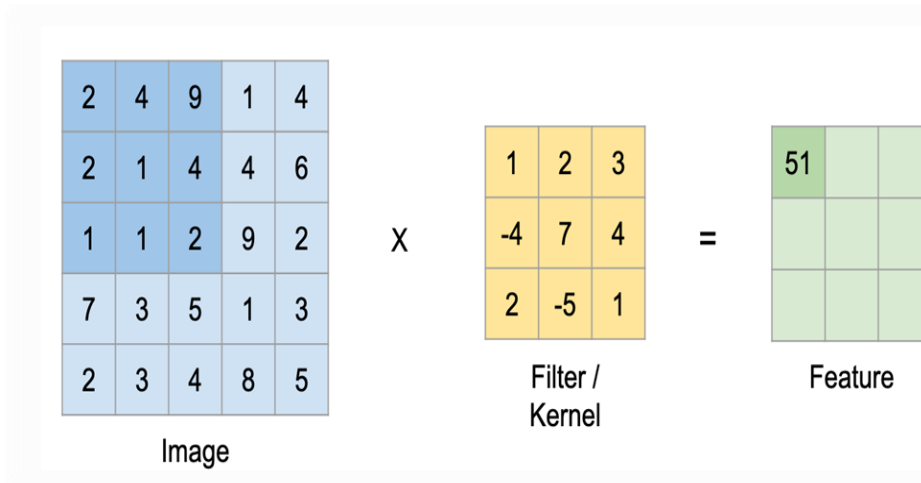 2 4 9 1 4
2 1 4 4 6
1 1 2 9 2
7 3 5 1 3
2 3 4 8 5
Image
X
1 2 3
-4 7 4
2 -5 1
Filter /
Kernel
=
51
Feature